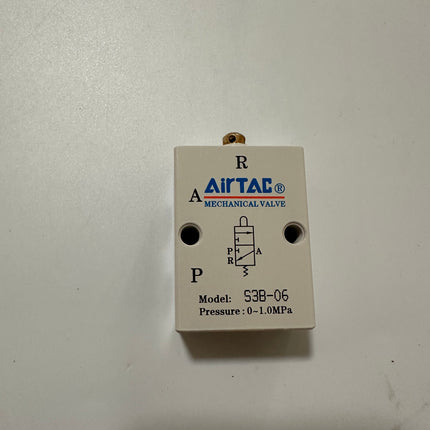 R
AirTAC®
A
MECHANICAL VALVE
P A
R
P
Model: S3B-06
Pressure: 0~1.0MPa